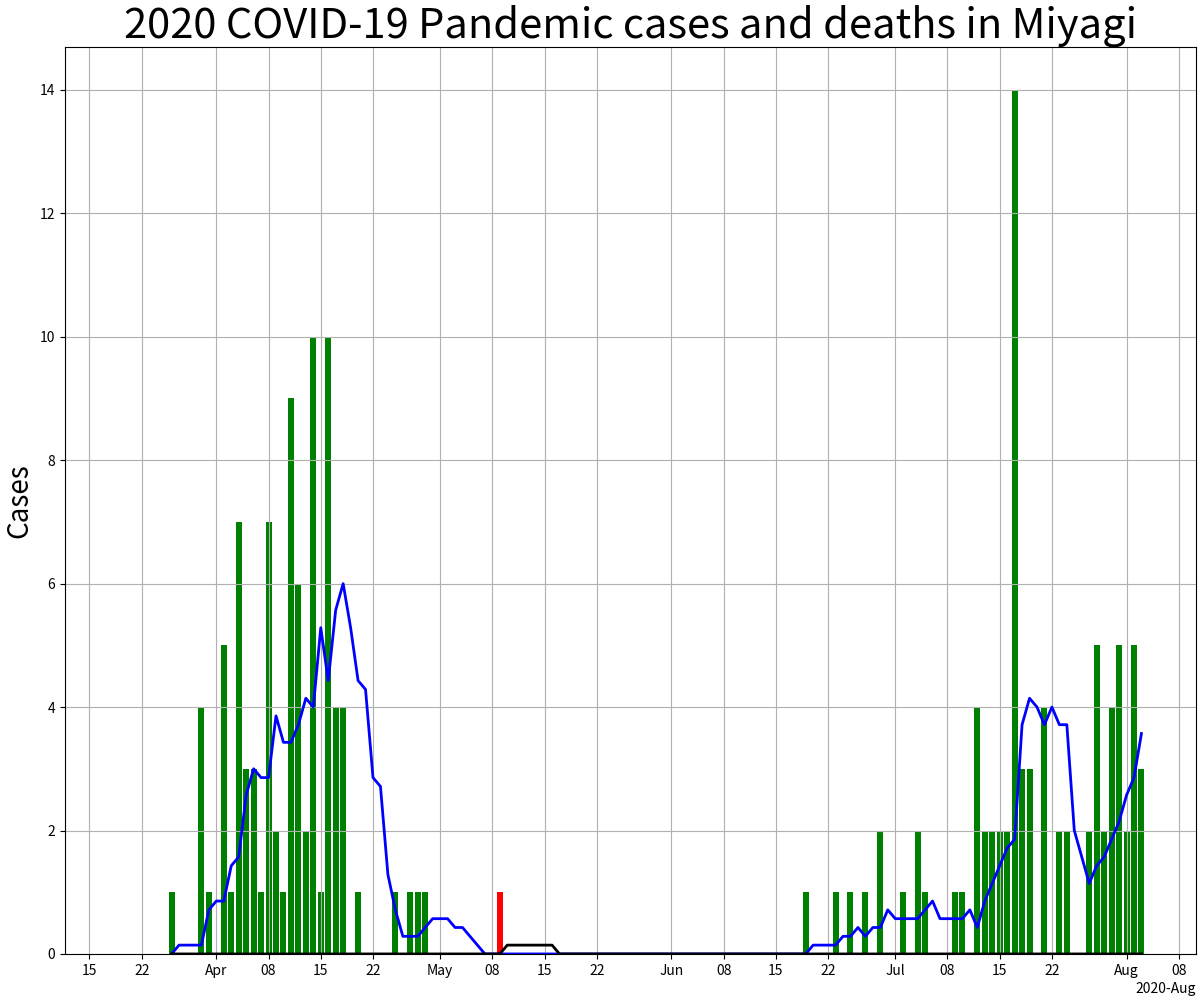 2020 COVID-19 Pandemic cases and deaths in Miyagi
14
12
10
8
6
4
2
0
Cases
15 22 Apr 08 15 22 May 08 15 22 Jun 08 15 22 Jul 08 15 22 Aug 08
2020-Aug